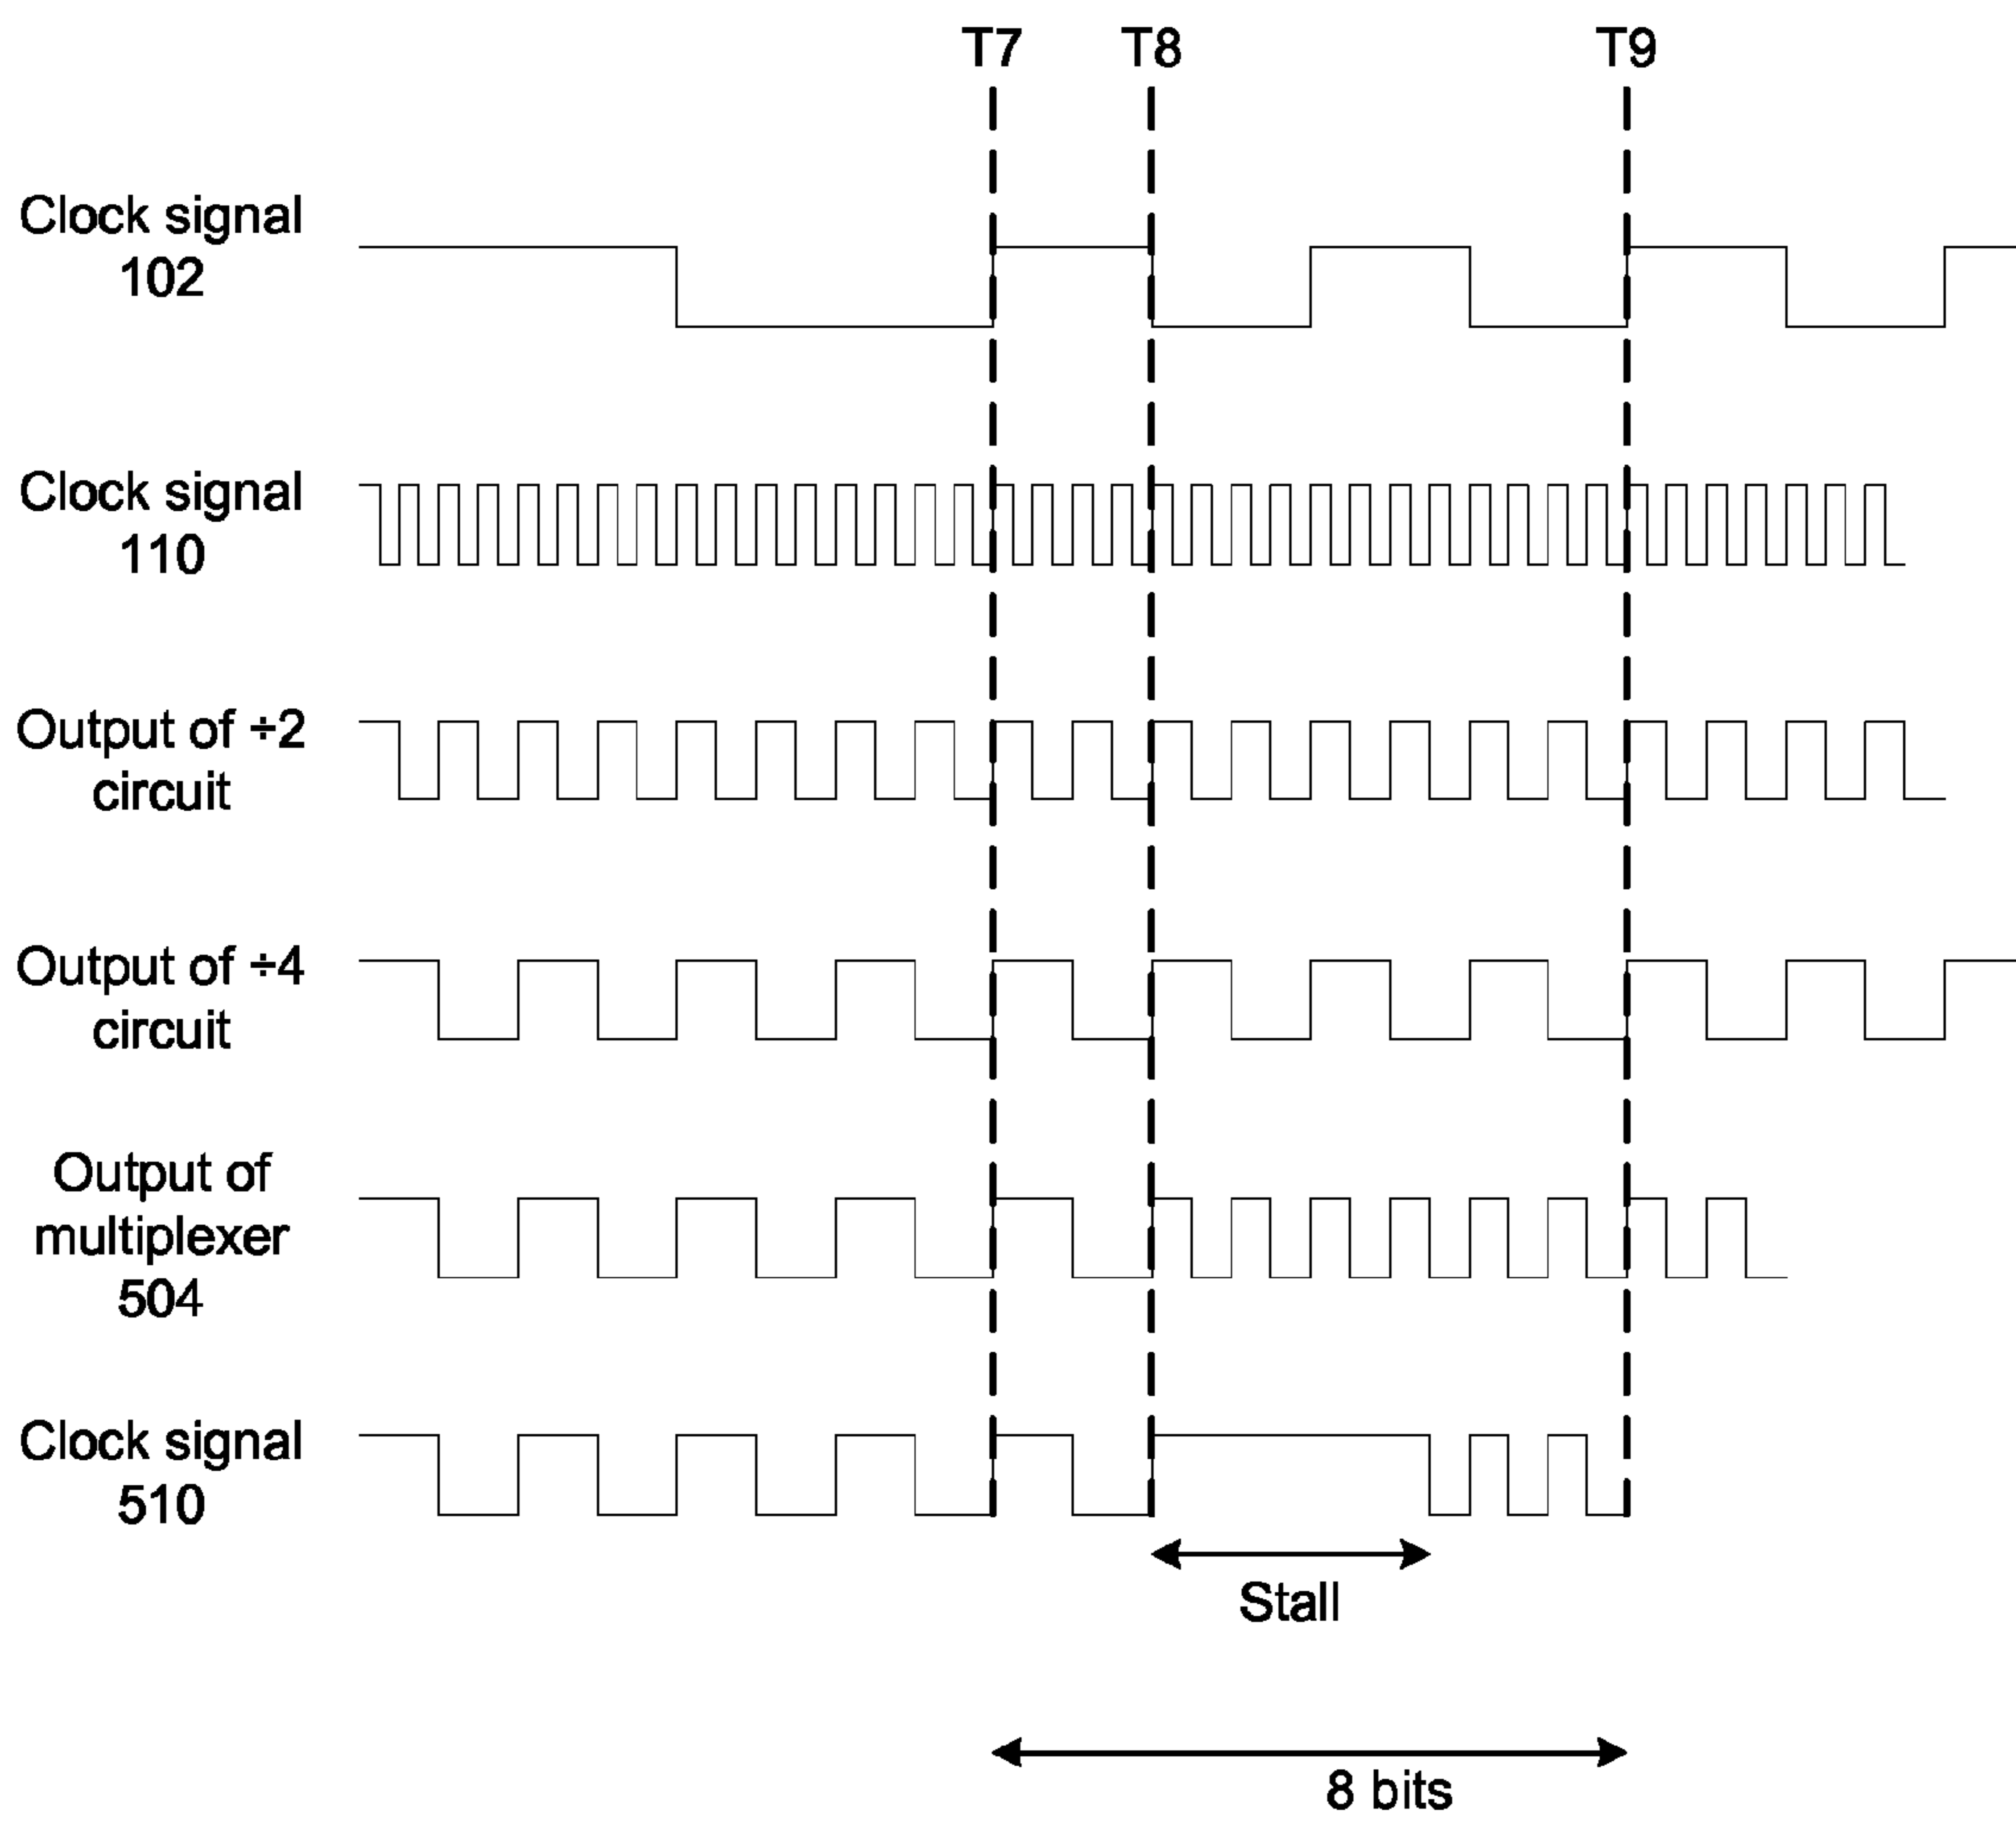 T7 T8 T9
Clock signal
102
Clock signal
110
Output of ÷2
circuit
Output of ÷4
circuit
Output of
multiplexer
504
Clock signal
510
Stall
8 bits